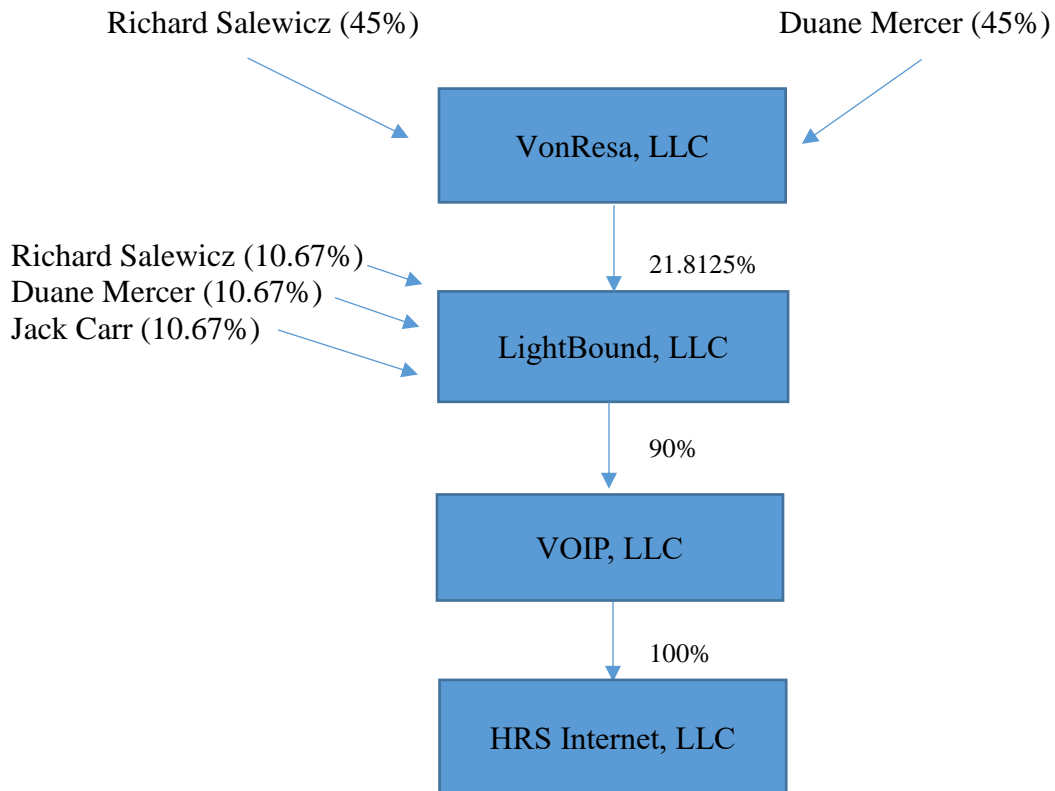 Richard Salewicz (45%)
Duane Mercer (45%)
VonResa, LLC
21.8125%
Richard Salewicz (10.67%)
Duane Mercer (10.67%)
Jack Carr (10.67%)
LightBound, LLC
90%
VOIP, LLC
100%
HRS Internet, LLC